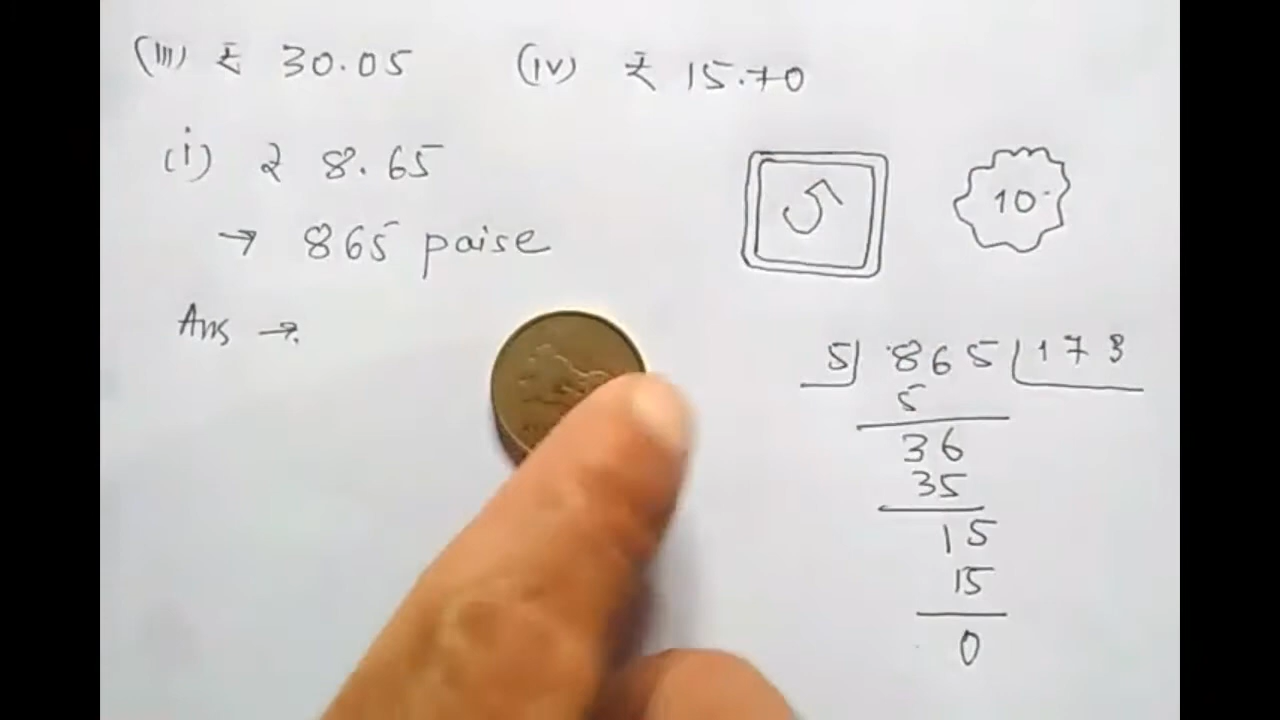 (iii) ₹ 30.05 (iv) ₹ 15.70
(i) ₹ 8.65
→ 865 paise
Ans →
5 10
5) 865 ( 173
5
36
35
15
15
0